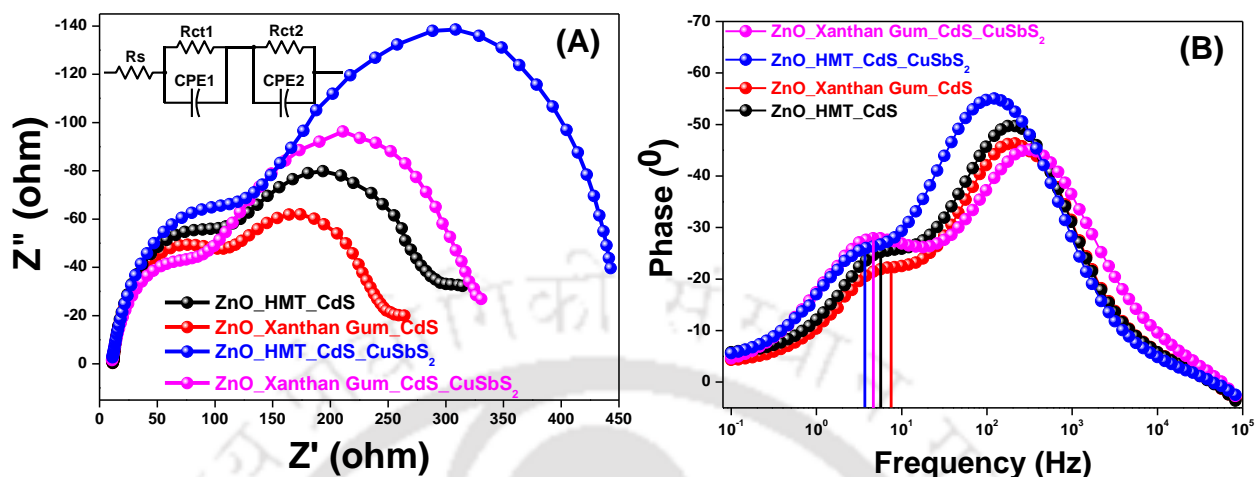 (A)
Rs
Rct1
CPE1
Rct2
CPE2
Z'' (ohm)
-140
-120
-100
-80
-60
-40
-20
0
ZnO_HMT_CdS
ZnO_Xanthan Gum_CdS
ZnO_HMT_CdS_CuSbS₂
ZnO_Xanthan Gum_CdS_CuSbS₂
0 50 100 150 200 250 300 350 400 450
Z' (ohm)
(B)
ZnO_Xanthan Gum_CdS_CuSbS₂
ZnO_HMT_CdS_CuSbS₂
ZnO_Xanthan Gum_CdS
ZnO_HMT_CdS
Phase (⁰)
-70
-60
-50
-40
-30
-20
-10
0
10⁻¹ 10⁰ 10¹ 10² 10³ 10⁴ 10⁵
Frequency (Hz)